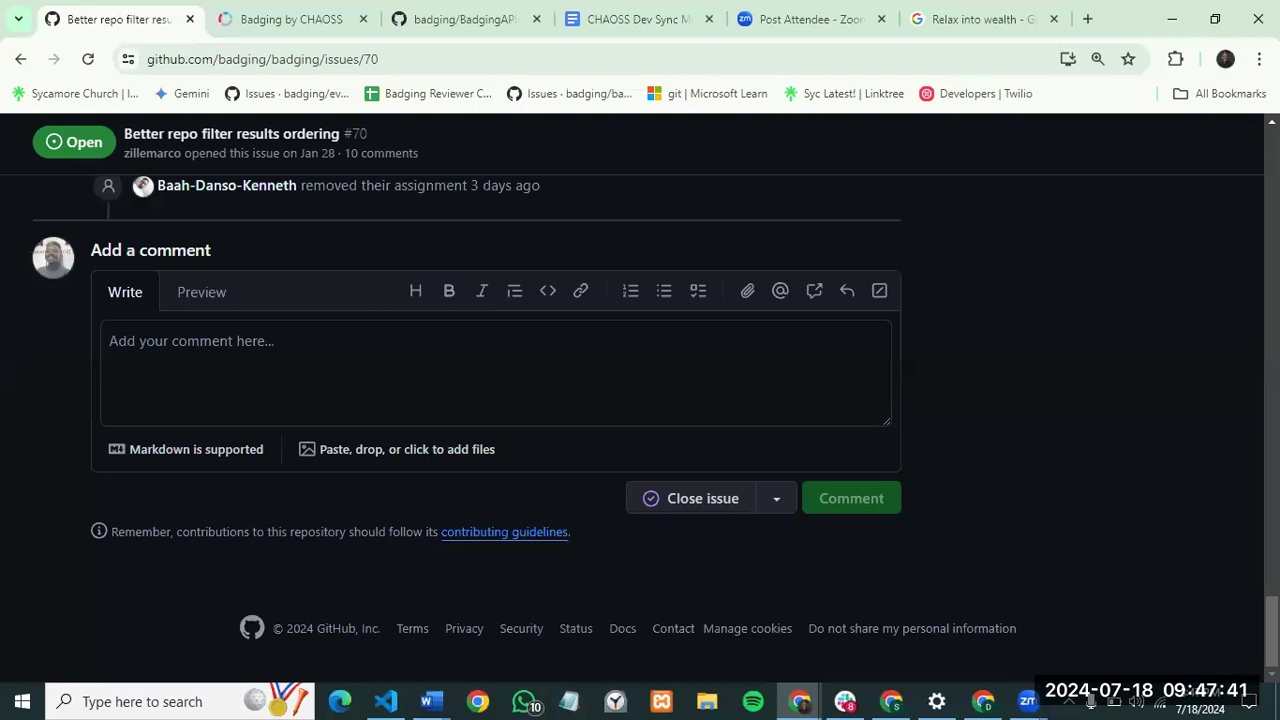 Better repo filter resu
Badging by CHAOSS
badging/BadgingAPI
CHAOSS Dev Sync M
Post Attendee - Zoo
Relax into wealth - G
github.com/badging/badging/issues/70
Sycamore Church | I...
Gemini
Issues · badging/ev...
Badging Reviewer C...
Issues · badging/ba...
git | Microsoft Learn
Syc Latest! | Linktree
Developers | Twilio
All Bookmarks
Open
Better repo filter results ordering #70
zillemarco opened this issue on Jan 28 · 10 comments
Baah-Danso-Kenneth removed their assignment 3 days ago
Add a comment
Write
Preview
Add your comment here...
Markdown is supported
Paste, drop, or click to add files
Close issue
Comment
Remember, contributions to this repository should follow its contributing guidelines.
© 2024 GitHub, Inc.
Terms
Privacy
Security
Status
Docs
Contact
Manage cookies
Do not share my personal information
Type here to search
10
8
2024-07-18 09:47:41
7/18/2024